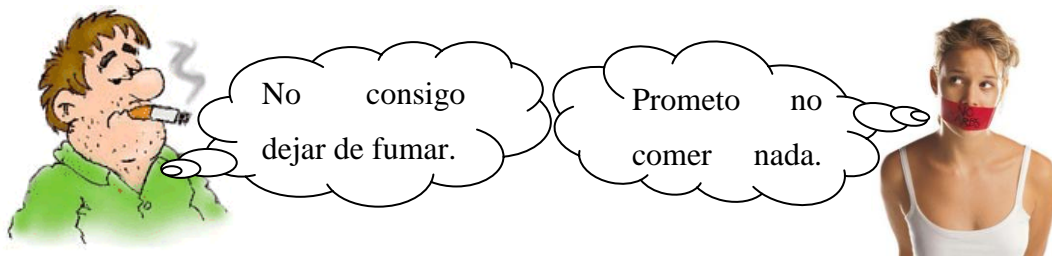 No consigo
dejar de fumar.
Prometo no
comer nada.